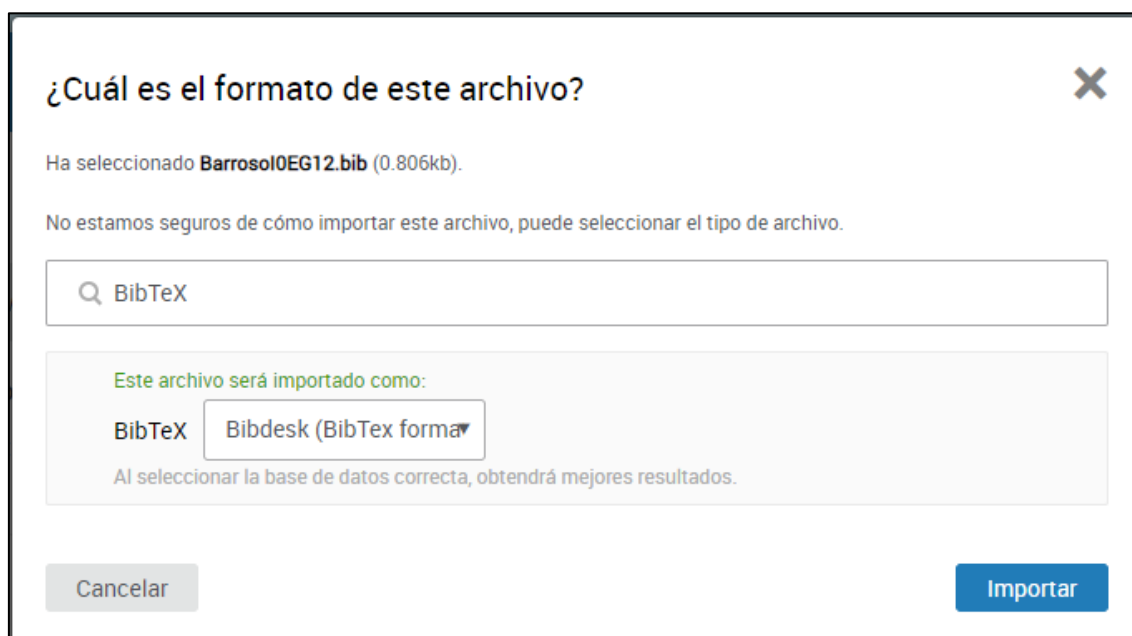 ¿Cuál es el formato de este archivo?
Ha seleccionado BarrosoI0EG12.bib (0.806kb).
No estamos seguros de cómo importar este archivo, puede seleccionar el tipo de archivo.
BibTeX
Este archivo será importado como:
BibTeX Bibdesk (BibTex forma
Al seleccionar la base de datos correcta, obtendrá mejores resultados.
Cancelar Importar